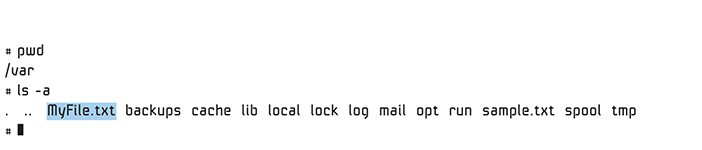 # pwd
/var
# ls -a
. .. MyFile.txt backups cache lib local lock log mail opt run sample.txt spool tmp
#